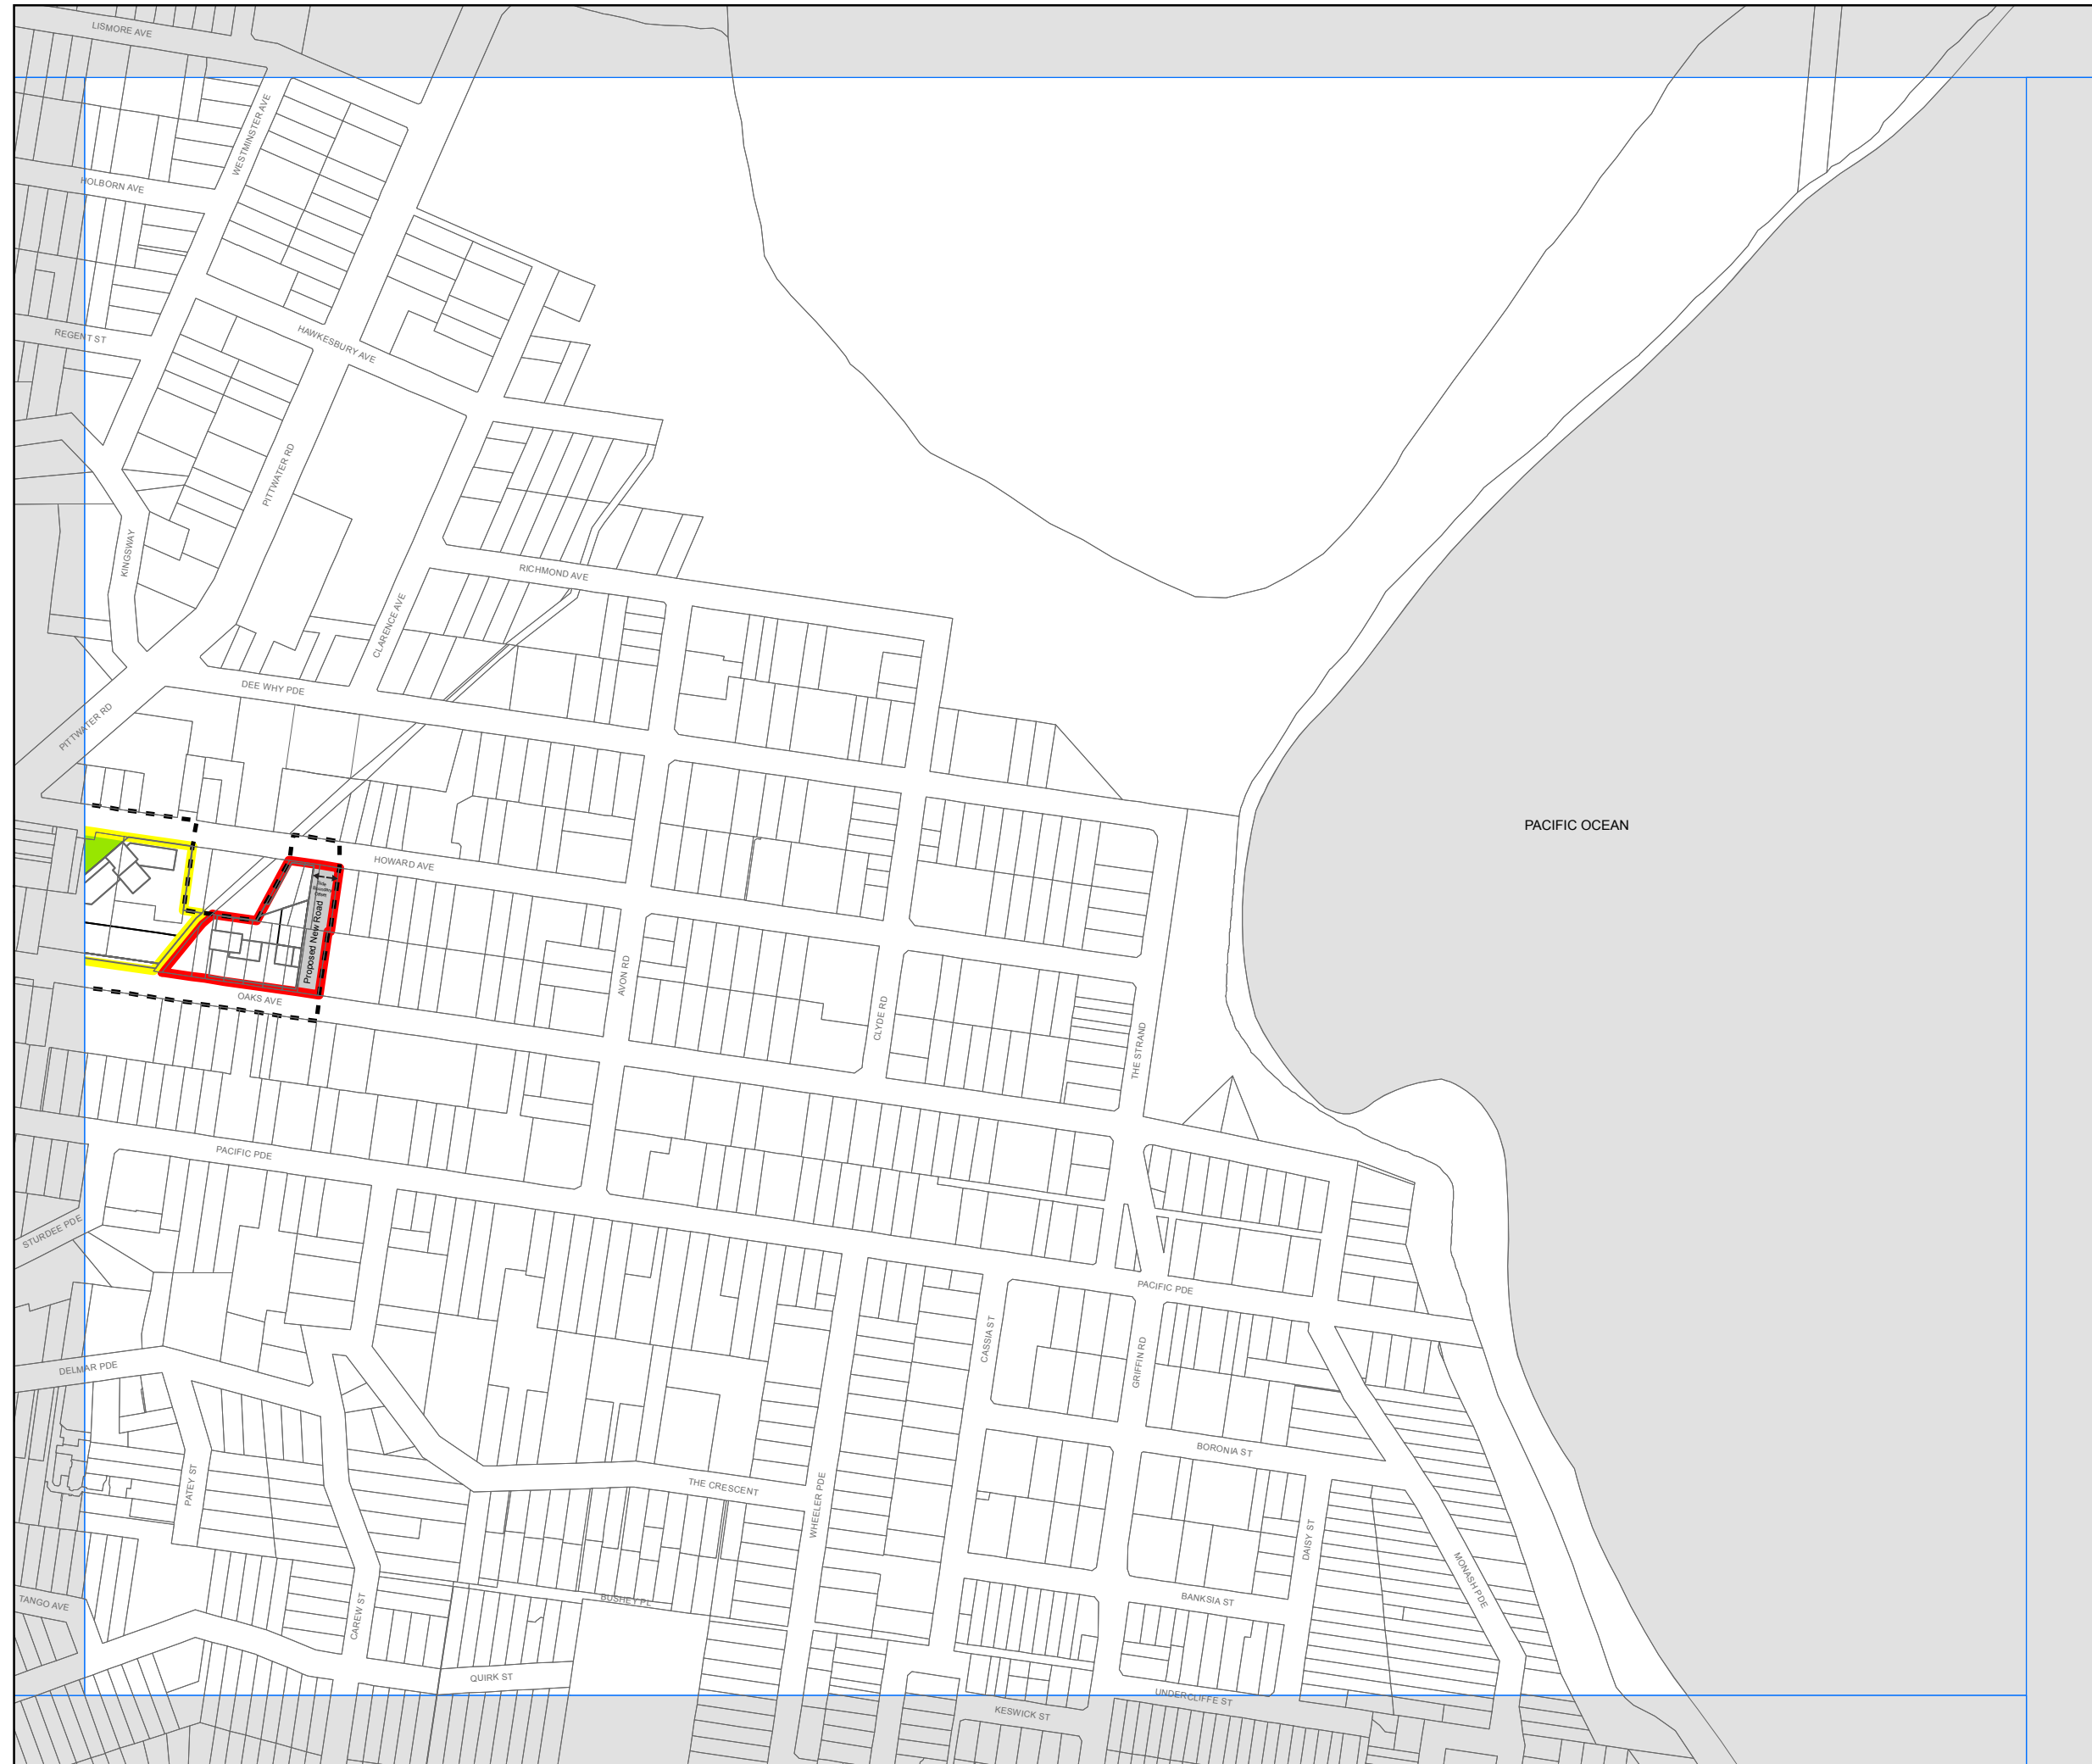 LISMORE AVE
WESTMINSTER AVE
HOLBORN AVE
REGENT ST
HAWKESBURY AVE
PITTWATER RD
KINGSWAY
RICHMOND AVE
CLARENCE AVE
DEE WHY PDE
PITTWATER RD
PACIFIC OCEAN
HOWARD AVE
Proposed New Road
AVON RD
OAKS AVE
CLYDE RD
THE STRAND
PACIFIC PDE
STURDEE PDE
PACIFIC PDE
CASSIA ST
GRIFFIN RD
DELMAR PDE
BORONIA ST
PATEY ST
THE CRESCENT
WHEELER PDE
DAISY ST
MONASH PDE
TANGO AVE
CAREW ST
BUSHEY PL
BANKSIA ST
QUIRK ST
UNDERCLIFFE ST
KESWICK ST